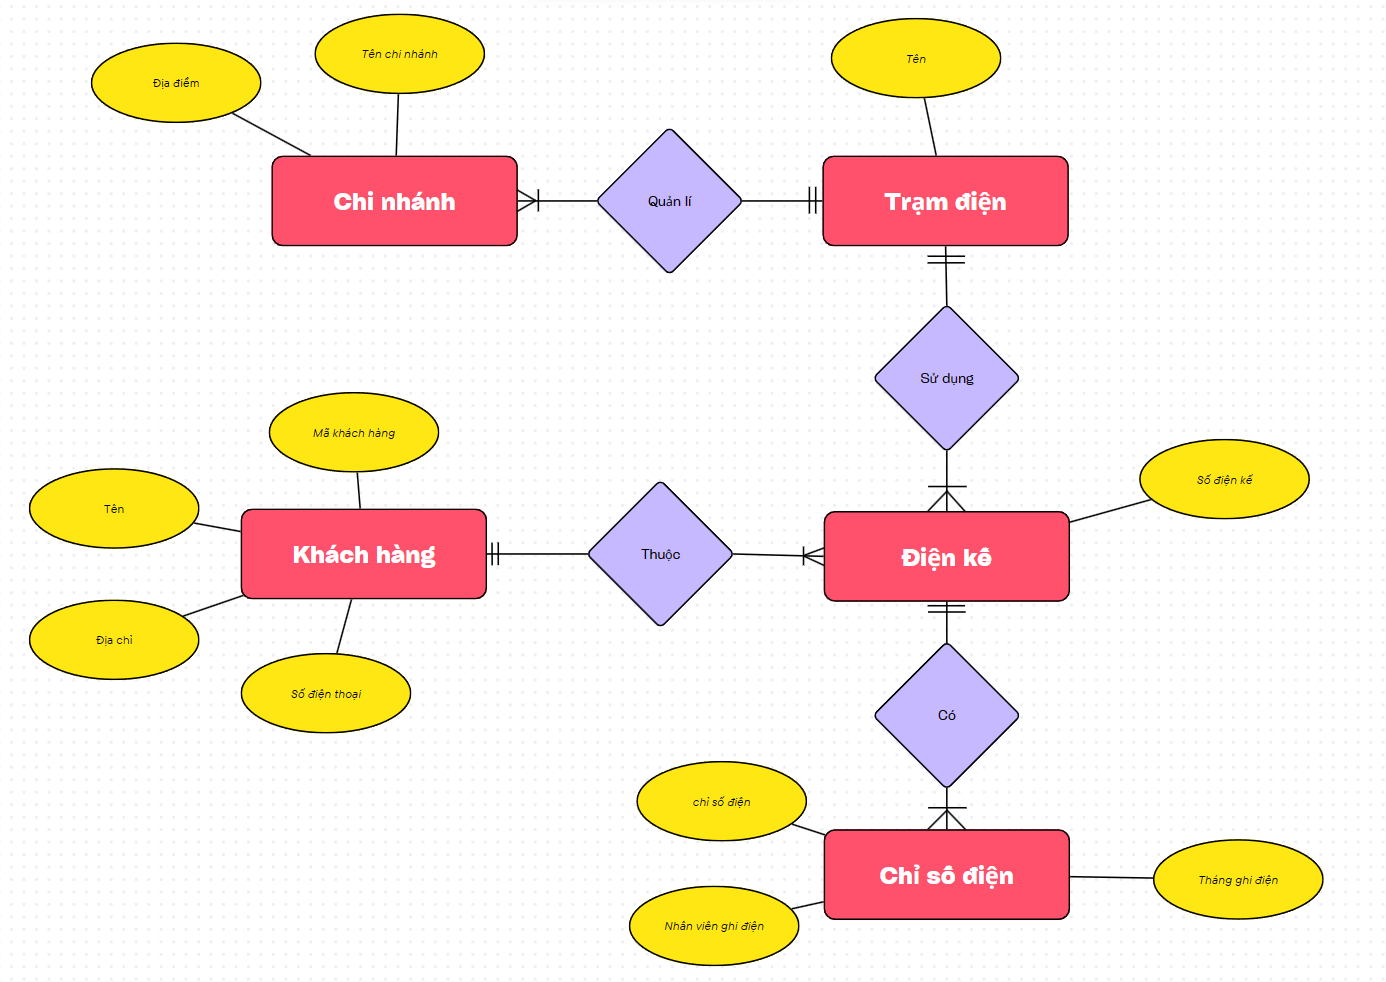 Tên chi nhánh
Tên
Địa điểm
Chi nhánh
Quản lí
Trạm điện
Sử dụng
Mã khách hàng
Số điện kế
Tên
Khách hàng
Thuộc
Điện kế
Địa chỉ
Số điện thoại
Có
chỉ số điện
Chỉ số điện
Tháng ghi điện
Nhân viên ghi điện